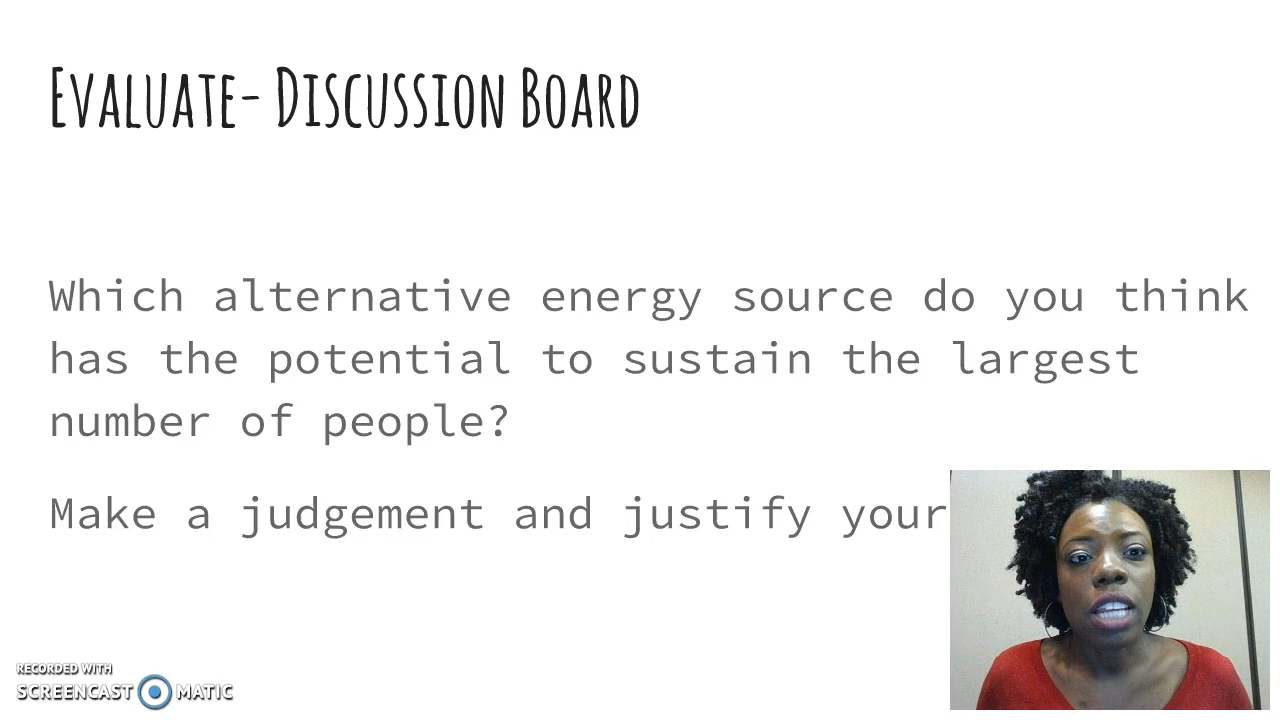 Evaluate- Discussion Board
Which alternative energy source do you think
has the potential to sustain the largest
number of people?
Make a judgement and justify your
RECORDED WITH
SCREENCAST MATIC